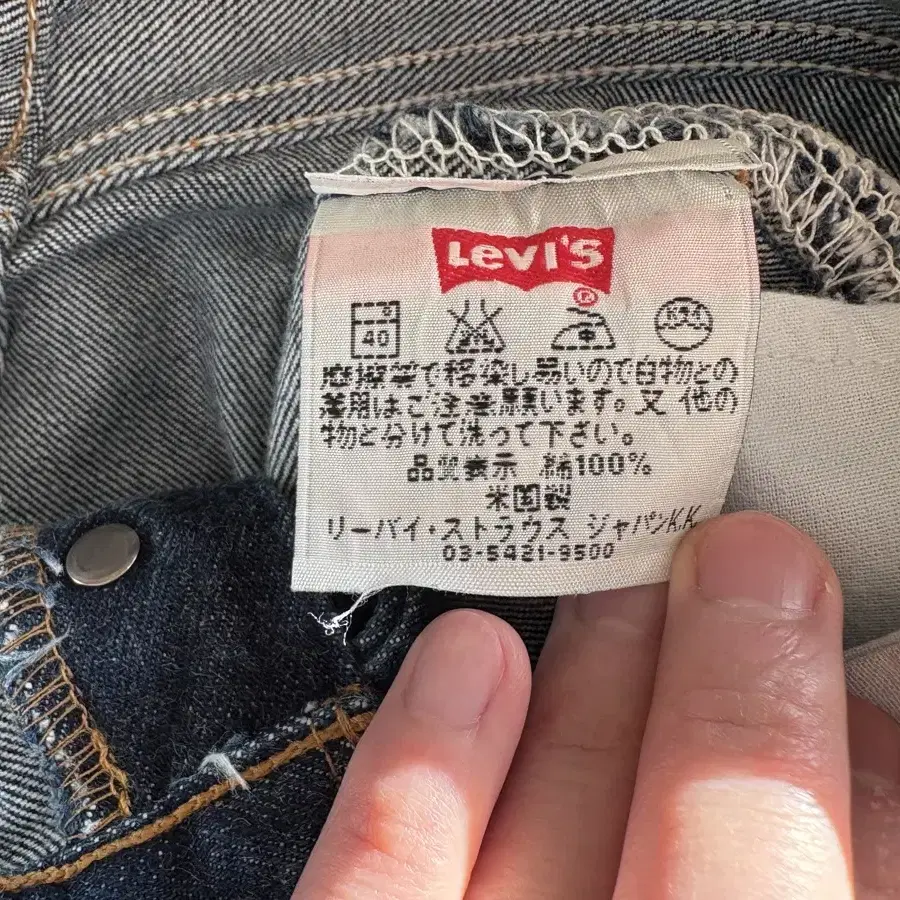 LEVI'S
R
40
中
摩擦等で移染し易いので白物との
着用はご注意願います。又 他の
物と分けて洗って下さい。
品質表示 綿100%
米国製
リーバイ・ストラウス ジャパンK.K.
03-5421-9500